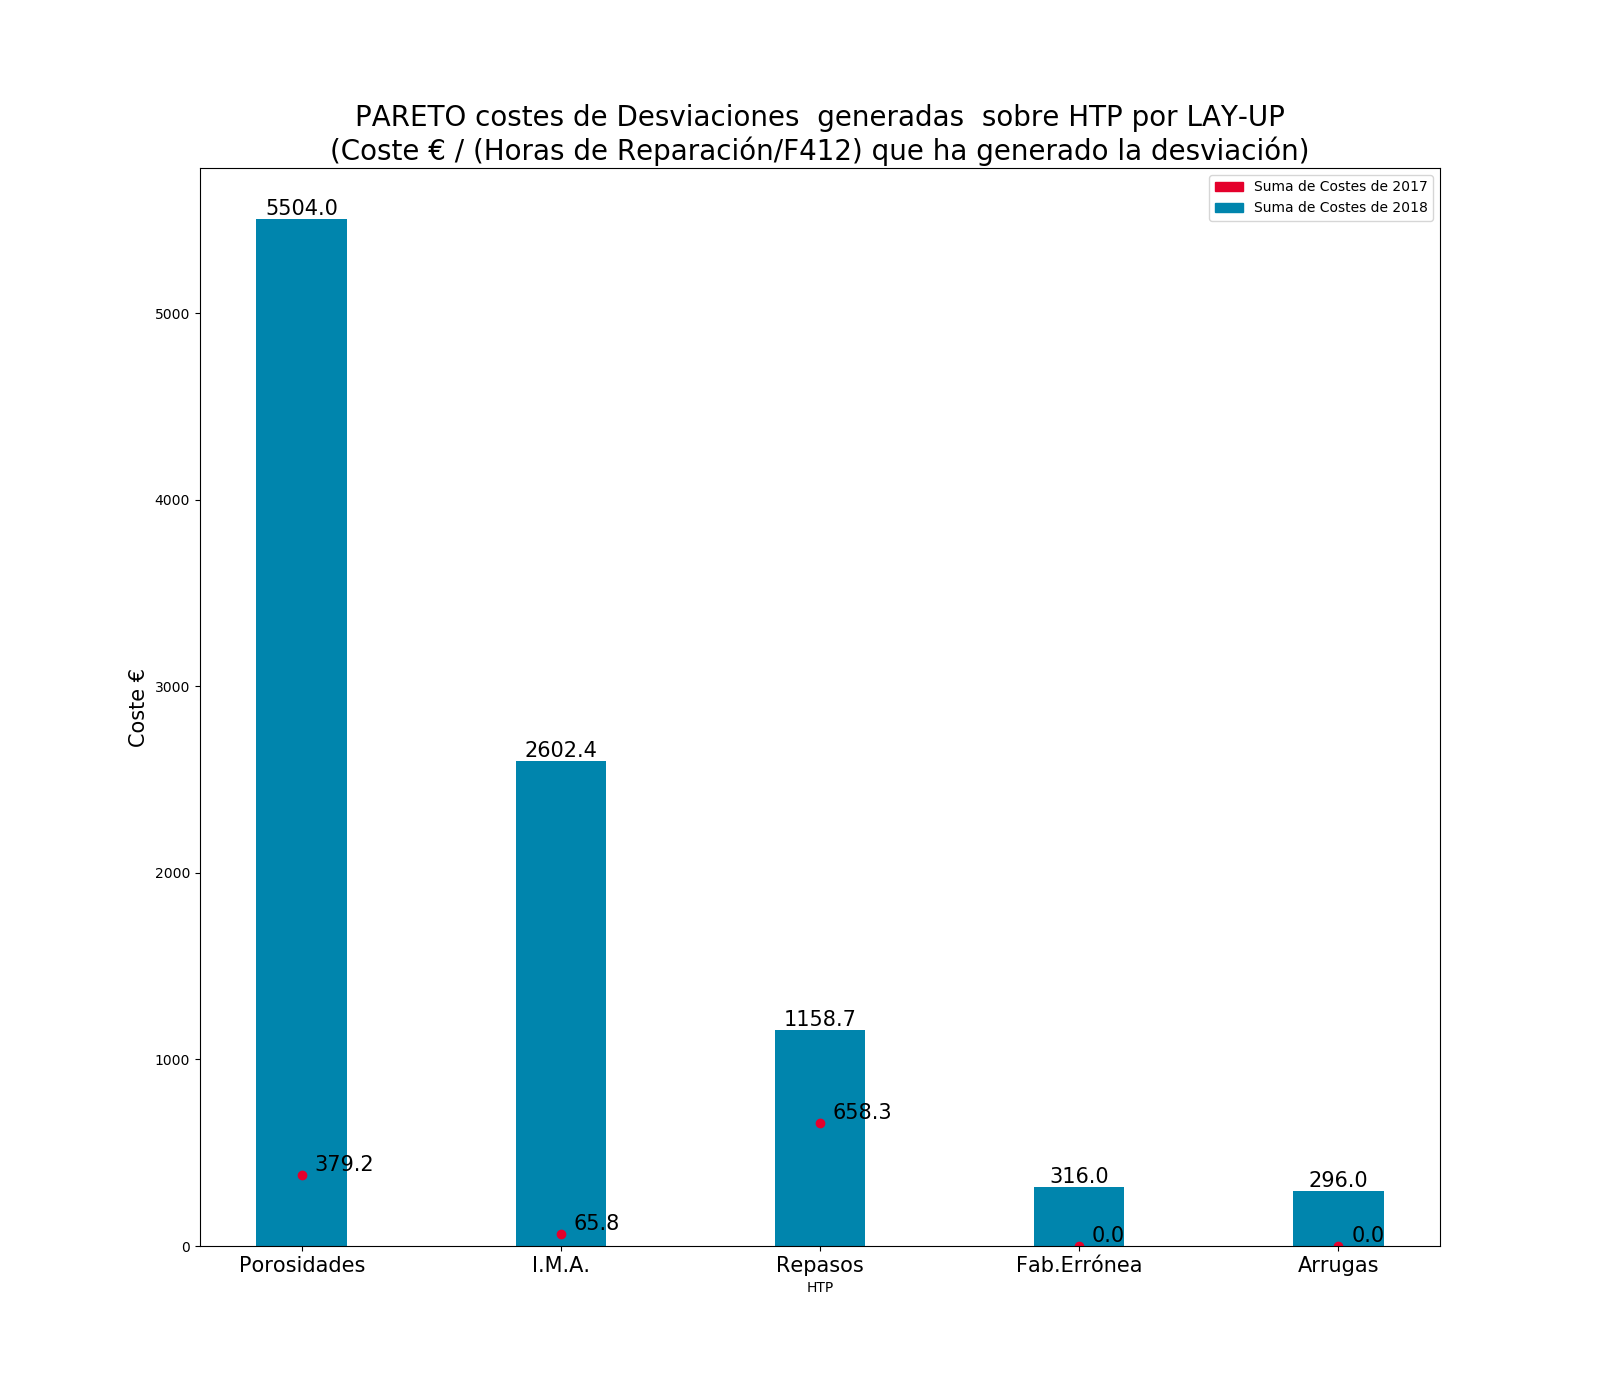 PARETO costes de Desviaciones  generadas  sobre HTP por LAY-UP
(Coste € / (Horas de Reparación/F412) que ha generado la desviación)
Suma de Costes de 2017
Suma de Costes de 2018
5504.0
5000
4000
Coste €
3000
2602.4
2000
1158.7
1000
658.3
379.2
316.0
296.0
65.8
0.0
0.0
0
Porosidades
I.M.A.
Repasos
Fab.Errónea
Arrugas
HTP